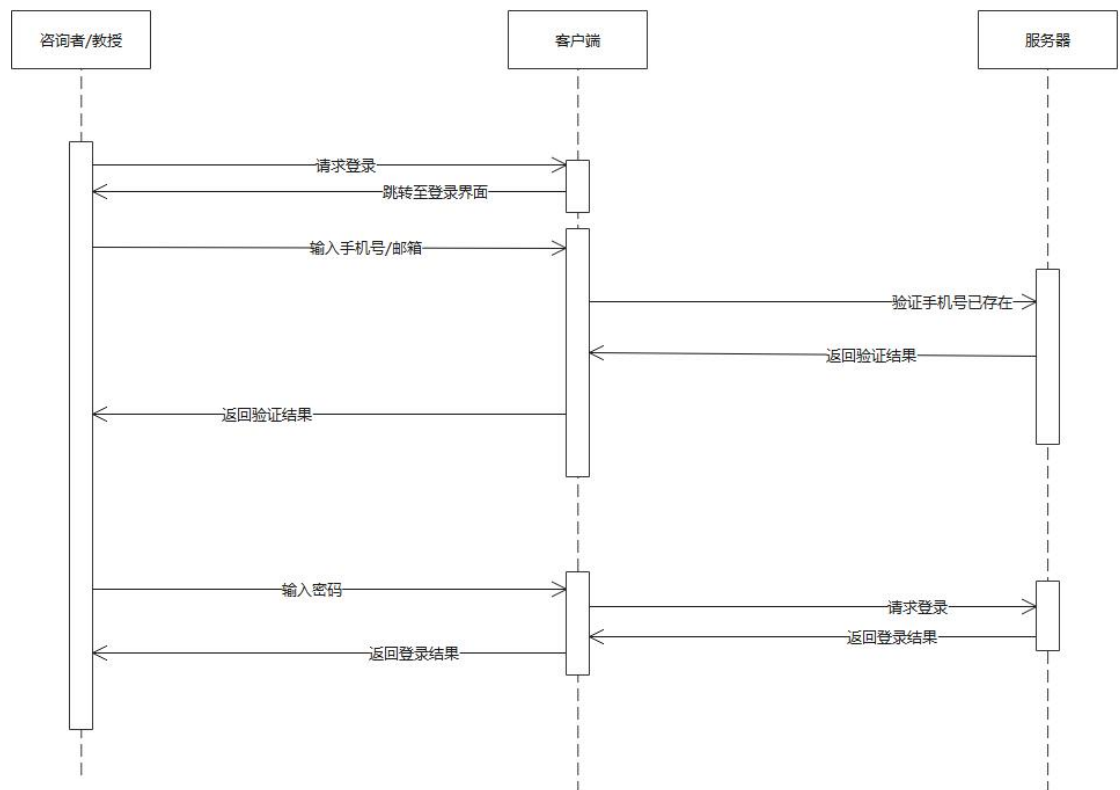 咨询者/教授
客户端
服务器
请求登录
跳转至登录界面
输入手机号/邮箱
验证手机号已存在
返回验证结果
返回验证结果
输入密码
请求登录
返回登录结果
返回登录结果